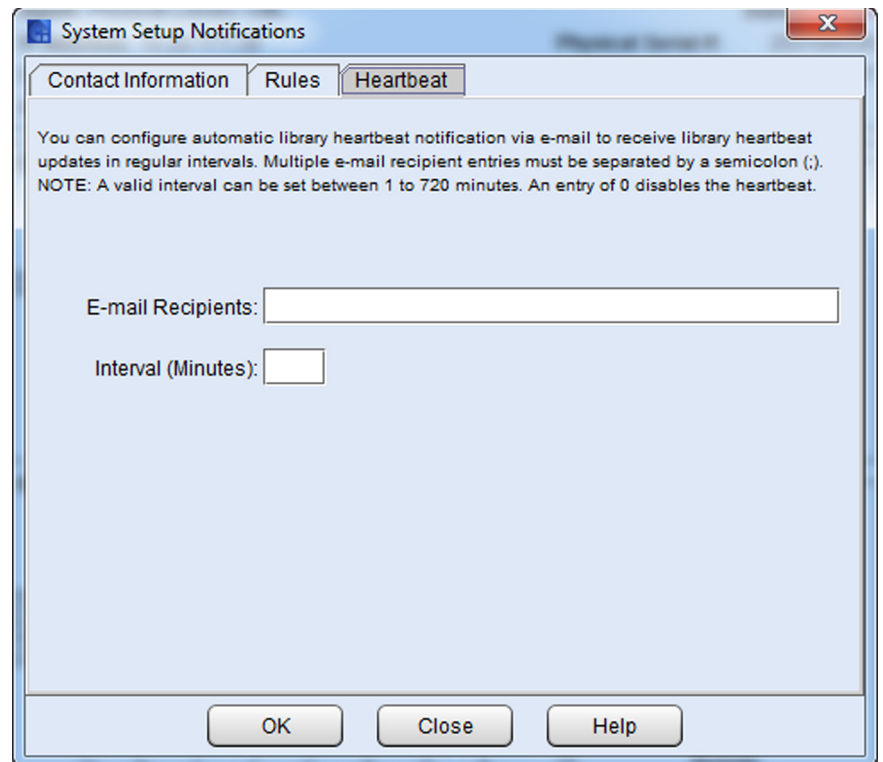 System Setup Notifications
Physical Serial #:
Contact Information Rules Heartbeat
You can configure automatic library heartbeat notification via e-mail to receive library heartbeat
updates in regular intervals. Multiple e-mail recipient entries must be separated by a semicolon (;).
NOTE: A valid interval can be set between 1 to 720 minutes. An entry of 0 disables the heartbeat.
E-mail Recipients:
Interval (Minutes):
OK Close Help